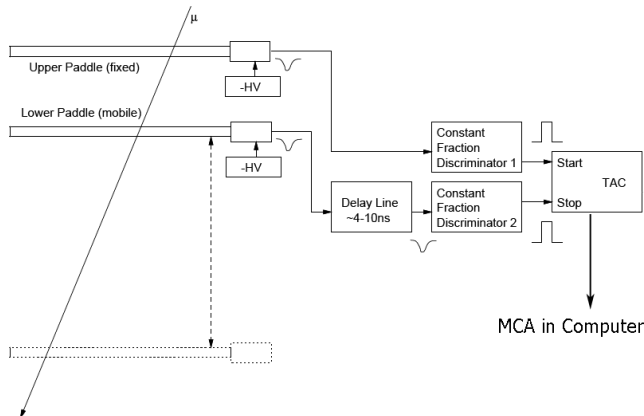 μ
Upper Paddle (fixed)
-HV
Lower Paddle (mobile)
-HV
Constant
Fraction
Discriminator 1
Start
TAC
Stop
Delay Line
~4-10ns
Constant
Fraction
Discriminator 2
MCA in Computer